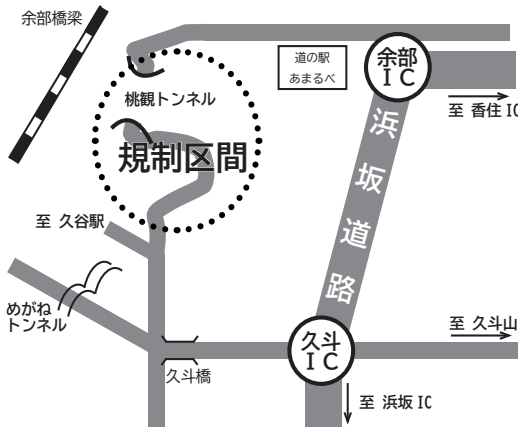 余部橋梁
道の駅
あまるべ
余部
IC
至 香住 IC
桃観トンネル
規制区間
浜坂道路
至 久谷駅
めがね
トンネル
久斗橋
久斗
IC
至 久斗山
至 浜坂 IC